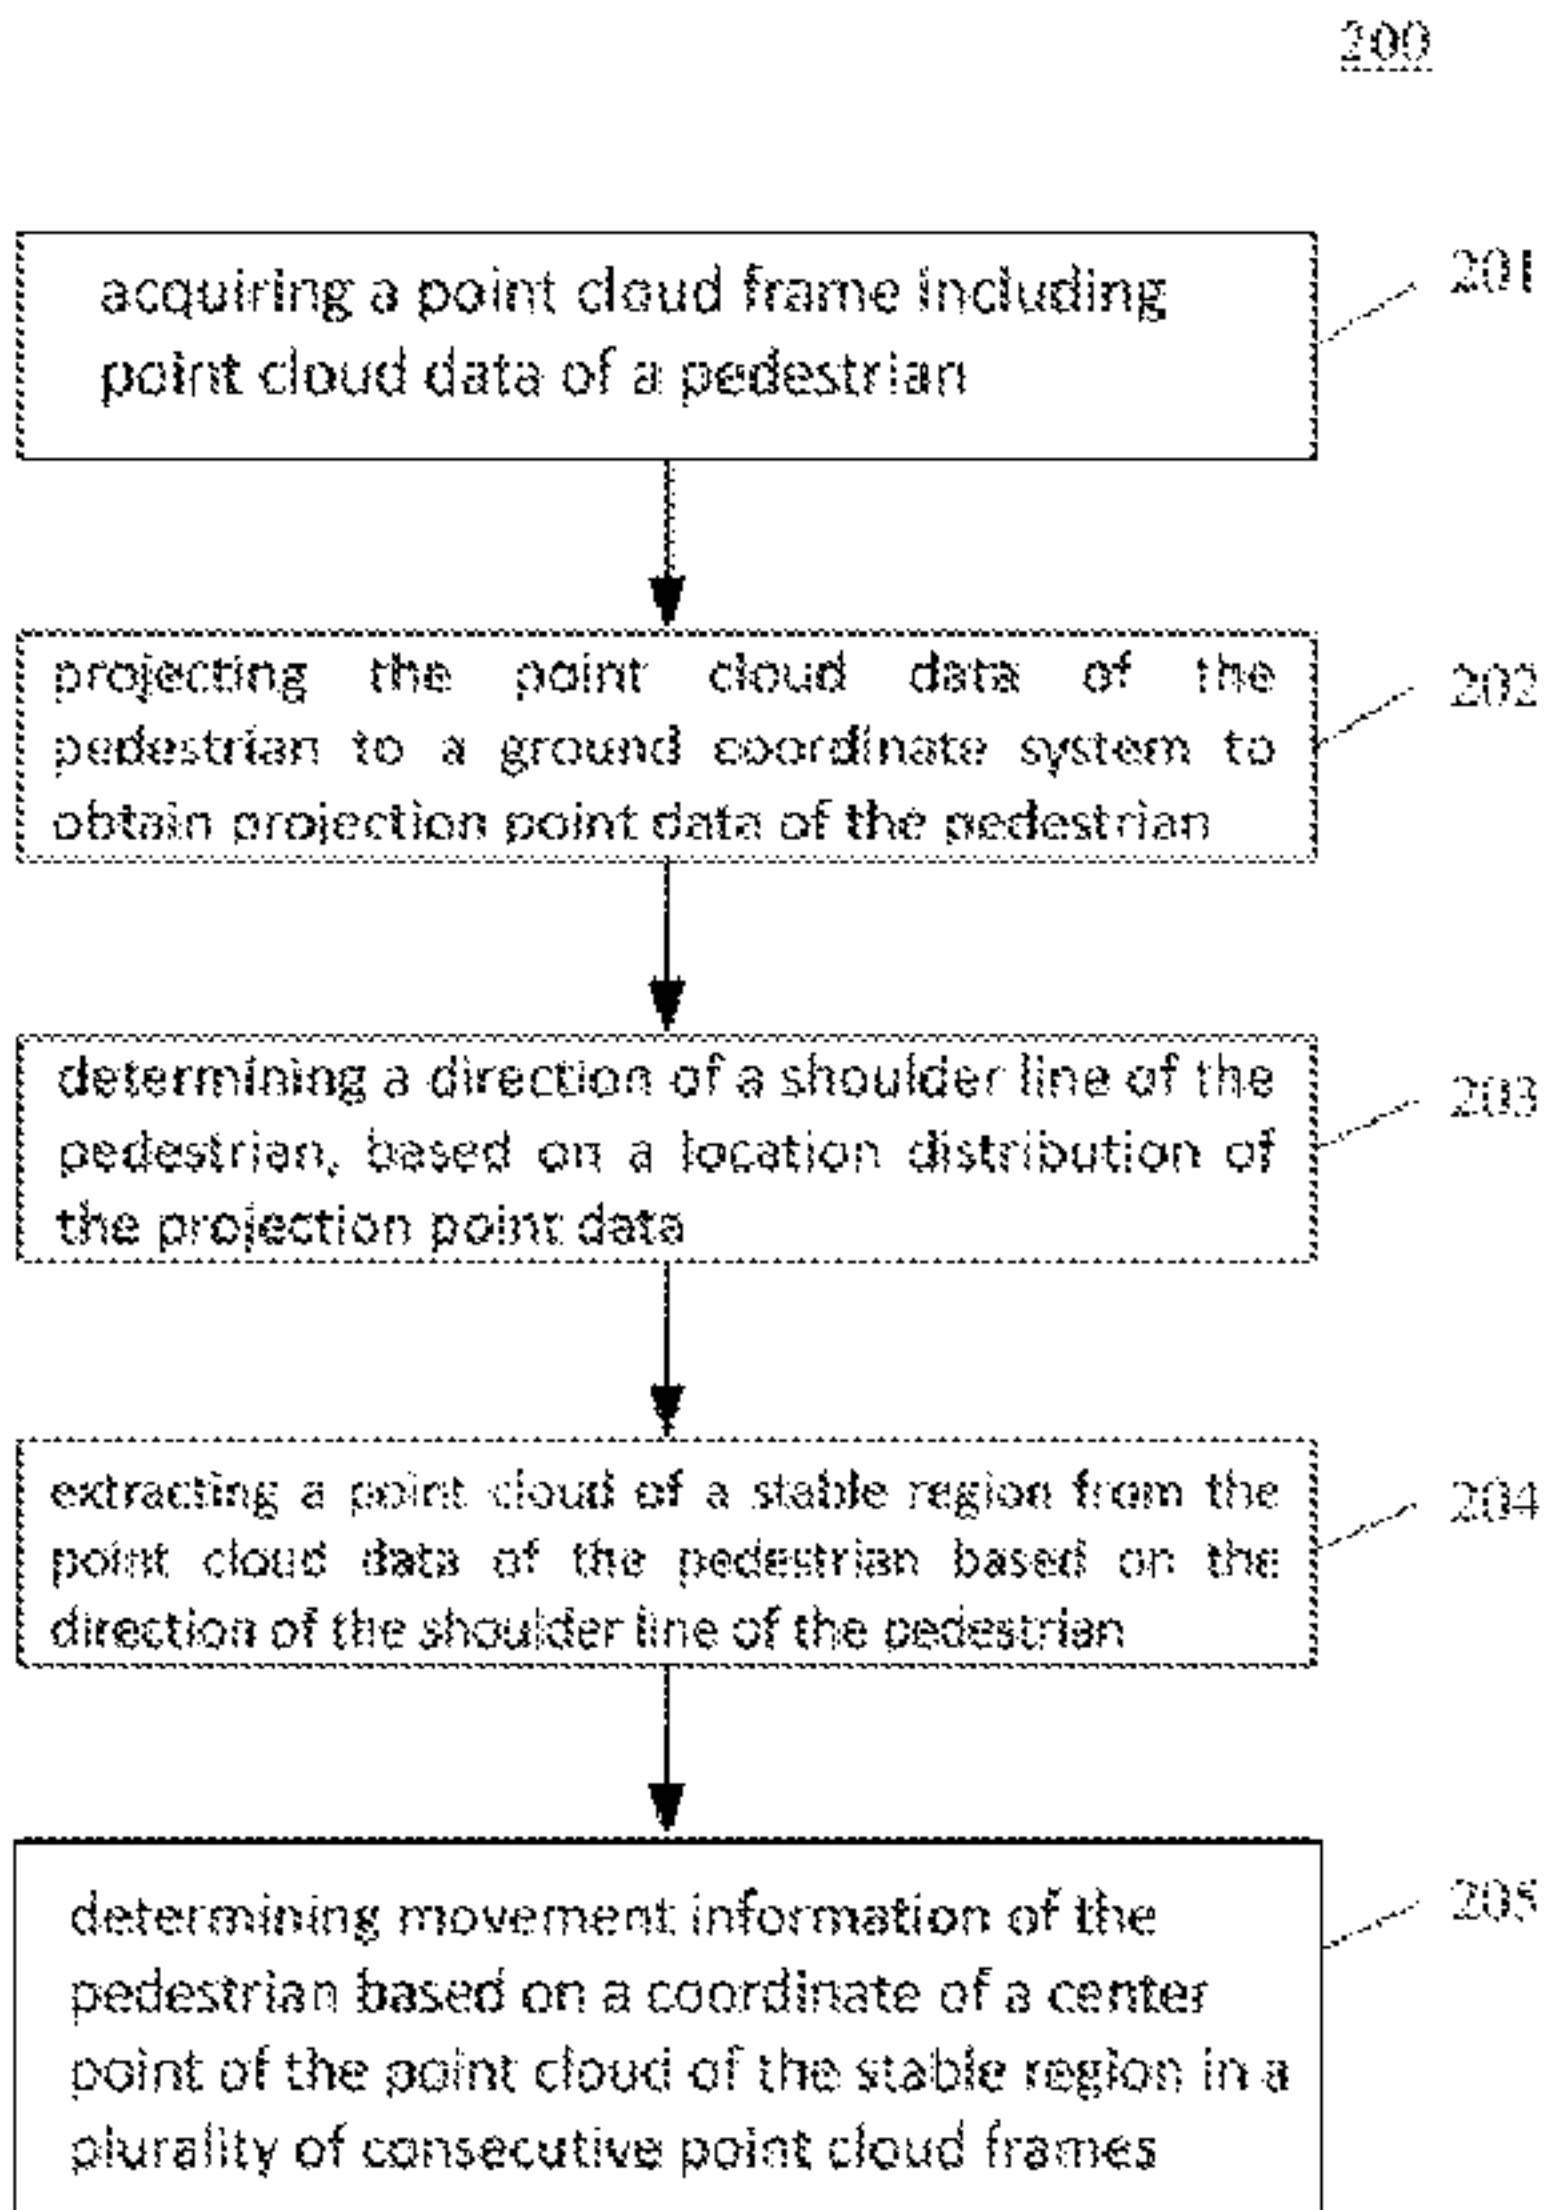 200
acquiring a point cloud frame including
201
point cloud data of a pedestrian
projecting the point cloud data of the
202
pedestrian to a ground coordinate system to
obtain projection point data of the pedestrian
determining a direction of a shoulder line of the
203
pedestrian, based on a location distribution of
the projection point data
extracting a point cloud of a stable region from the
204
point cloud data of the pedestrian based on the
direction of the shoulder line of the pedestrian
determining movement information of the
205
pedestrian based on a coordinate of a center
point of the point cloud of the stable region in a
plurality of consecutive point cloud frames